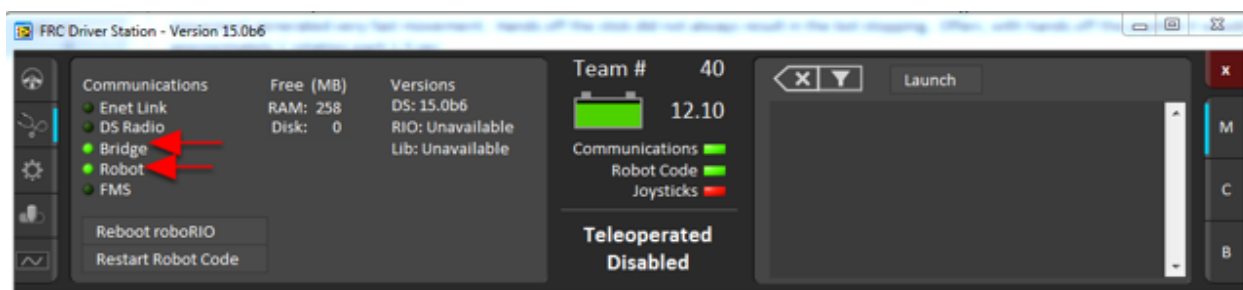 FRC Driver Station - Version 15.0b6
Communications
Enet Link
DS Radio
Bridge
Robot
FMS
Free (MB)
RAM: 258
Disk: 0
Versions
DS: 15.0b6
RIO: Unavailable
Lib: Unavailable
Reboot roboRIO
Restart Robot Code
Team # 40
12.10
Communications
Robot Code
Joysticks
Teleoperated
Disabled
Launch
X
M
C
B